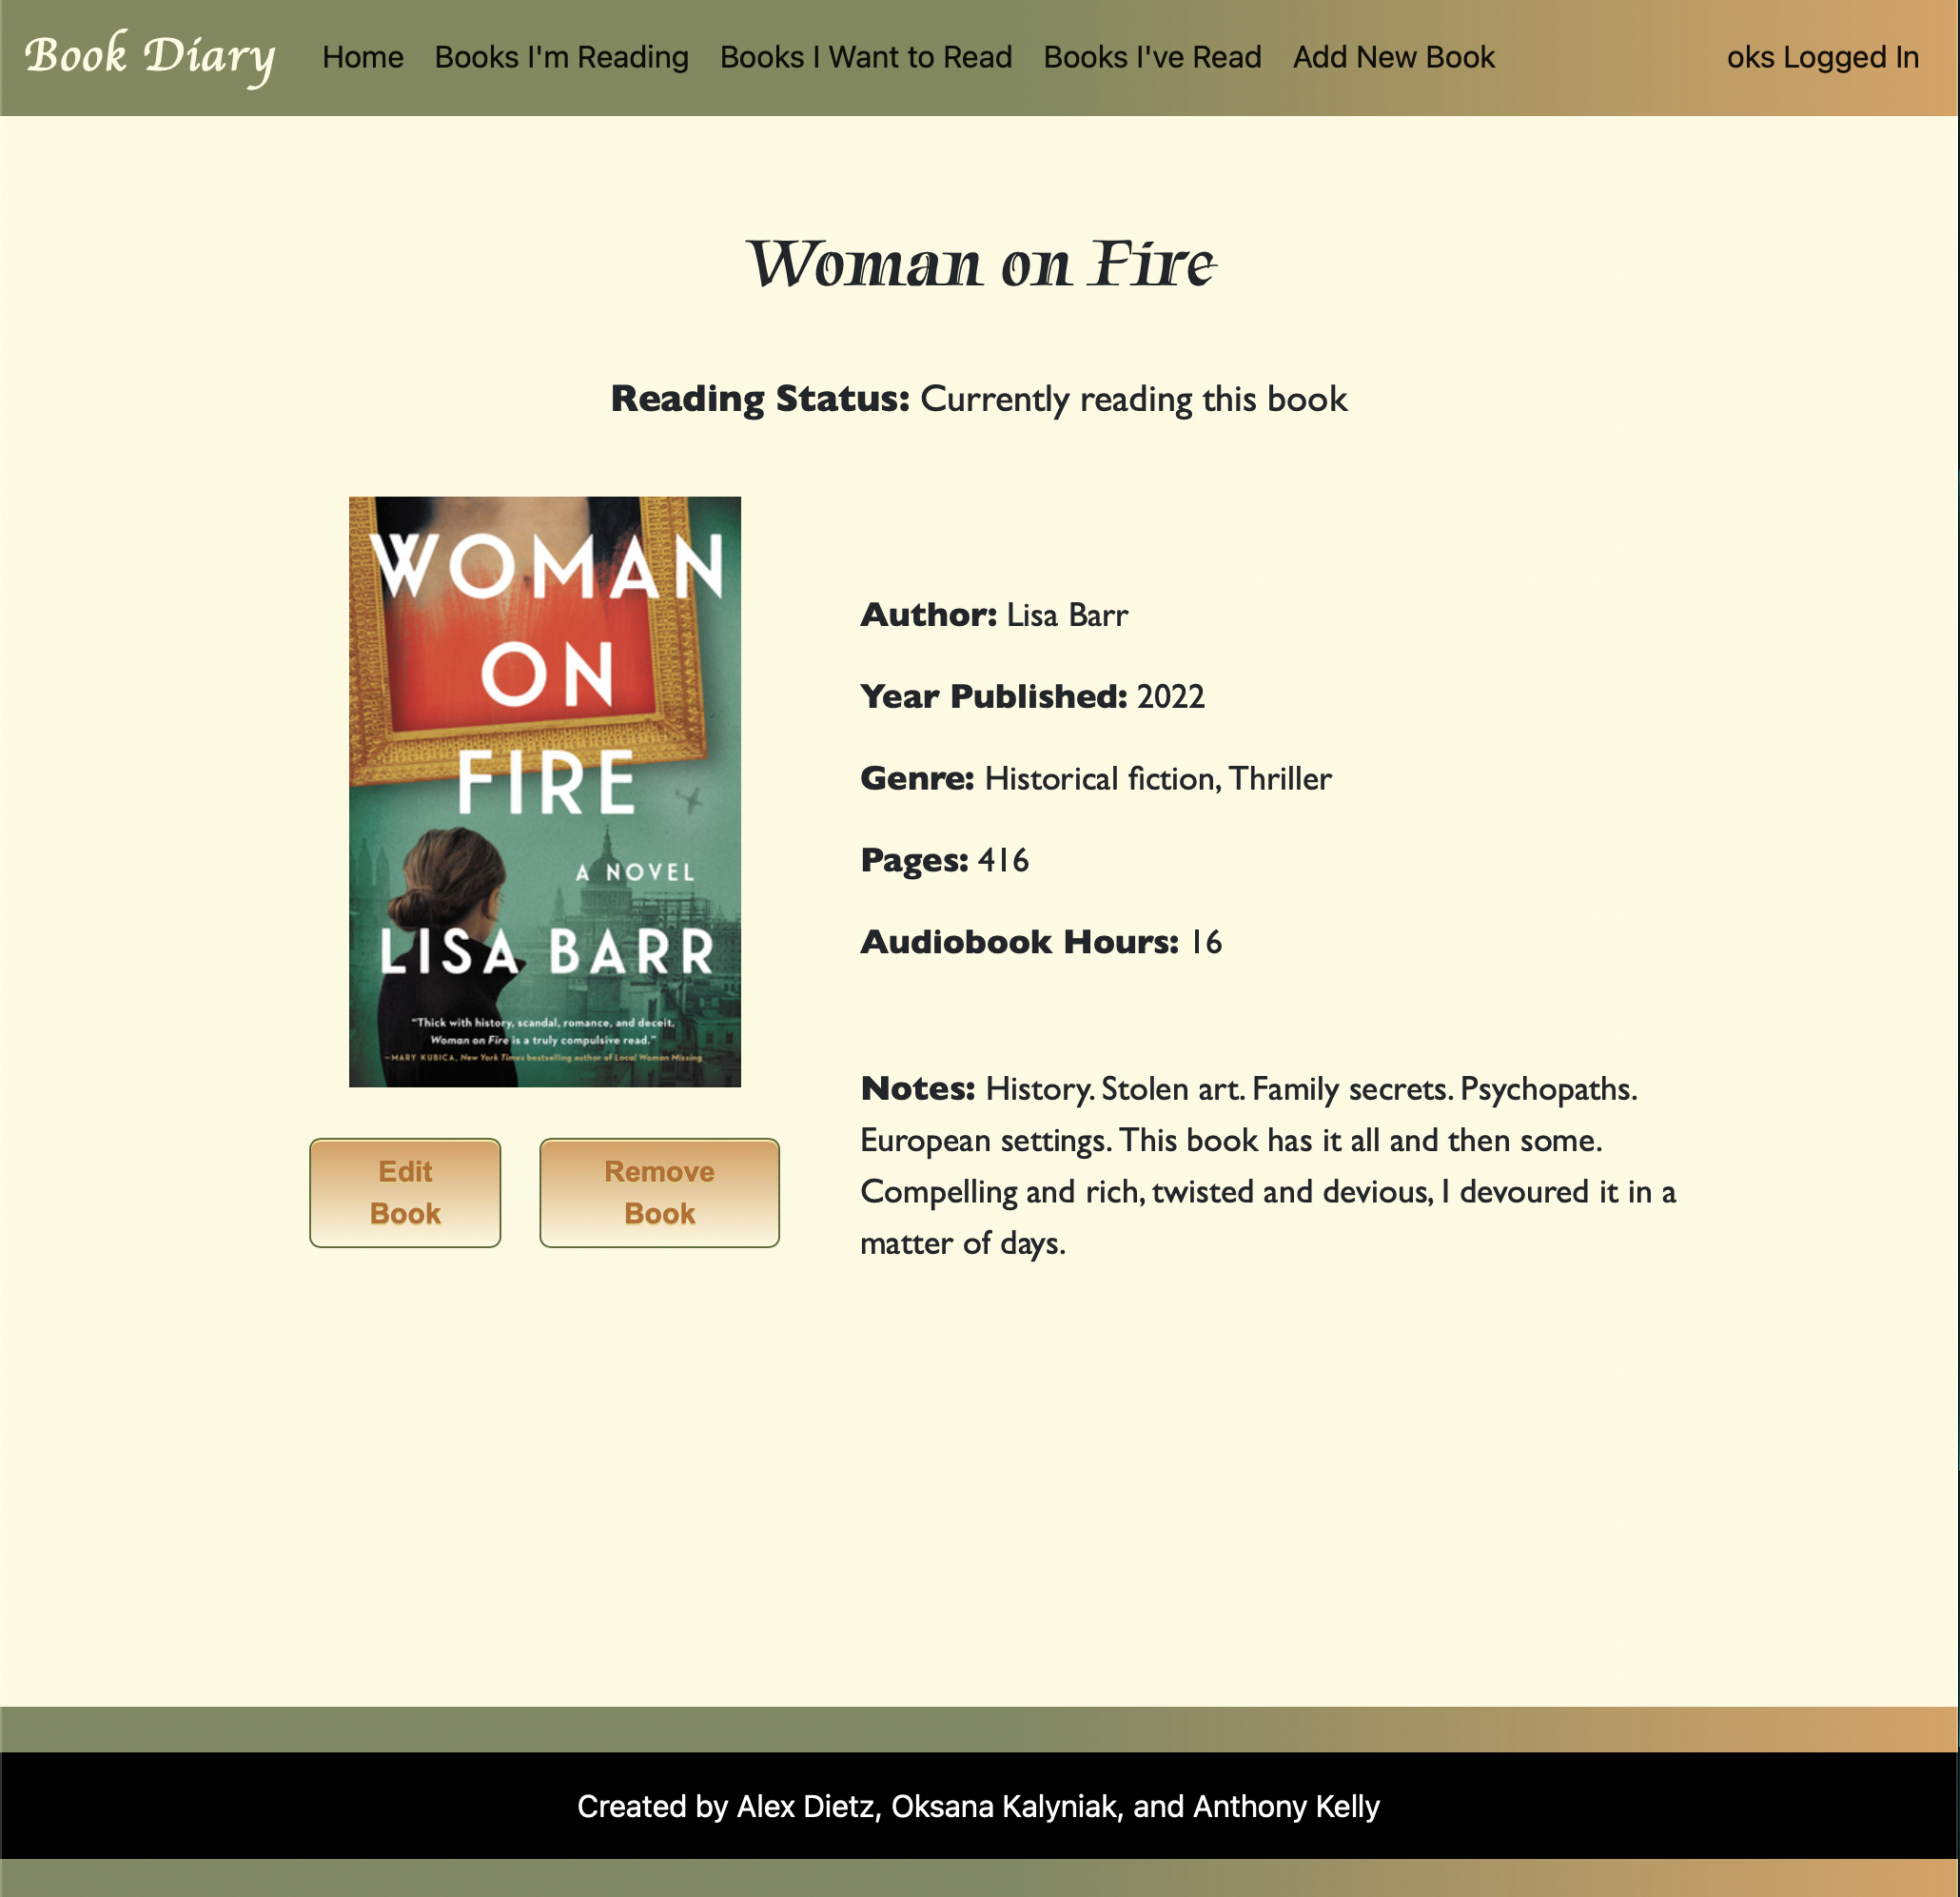 Book Diary Home Books I'm Reading Books I Want to Read Books I've Read Add New Book oks Logged In
Woman on Fire
Reading Status: Currently reading this book
WOMAN
ON
FIRE
A NOVEL
LISA BARR
"Thick with history, scandal, romance, and deceit,
Woman on Fire is a truly compulsive read."
—MARY KUBICA, New York Times bestselling author of Local Woman Missing
Edit
Book
Remove
Book
Author: Lisa Barr
Year Published: 2022
Genre: Historical fiction, Thriller
Pages: 416
Audiobook Hours: 16
Notes: History. Stolen art. Family secrets. Psychopaths.
European settings. This book has it all and then some.
Compelling and rich, twisted and devious, I devoured it in a
matter of days.
Created by Alex Dietz, Oksana Kalyniak, and Anthony Kelly